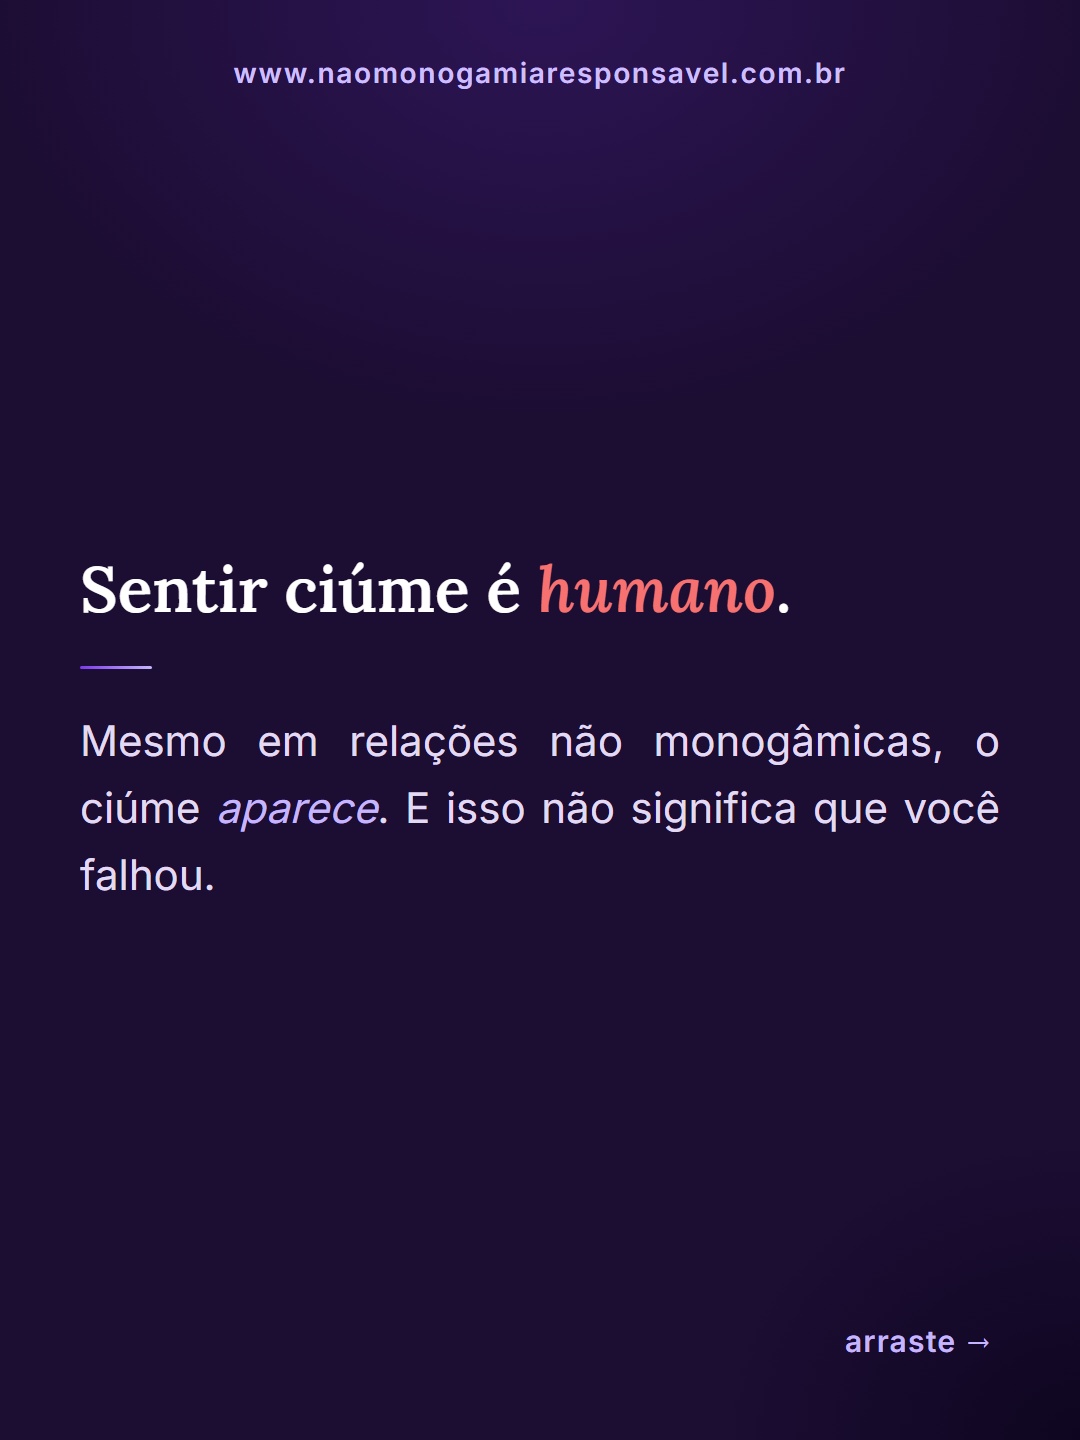 www.naomonogamiaresponsavel.com.br
Sentir ciúme é humano.
Mesmo em relações não monogâmicas, o
ciúme aparece. E isso não significa que você
falhou.
arraste →